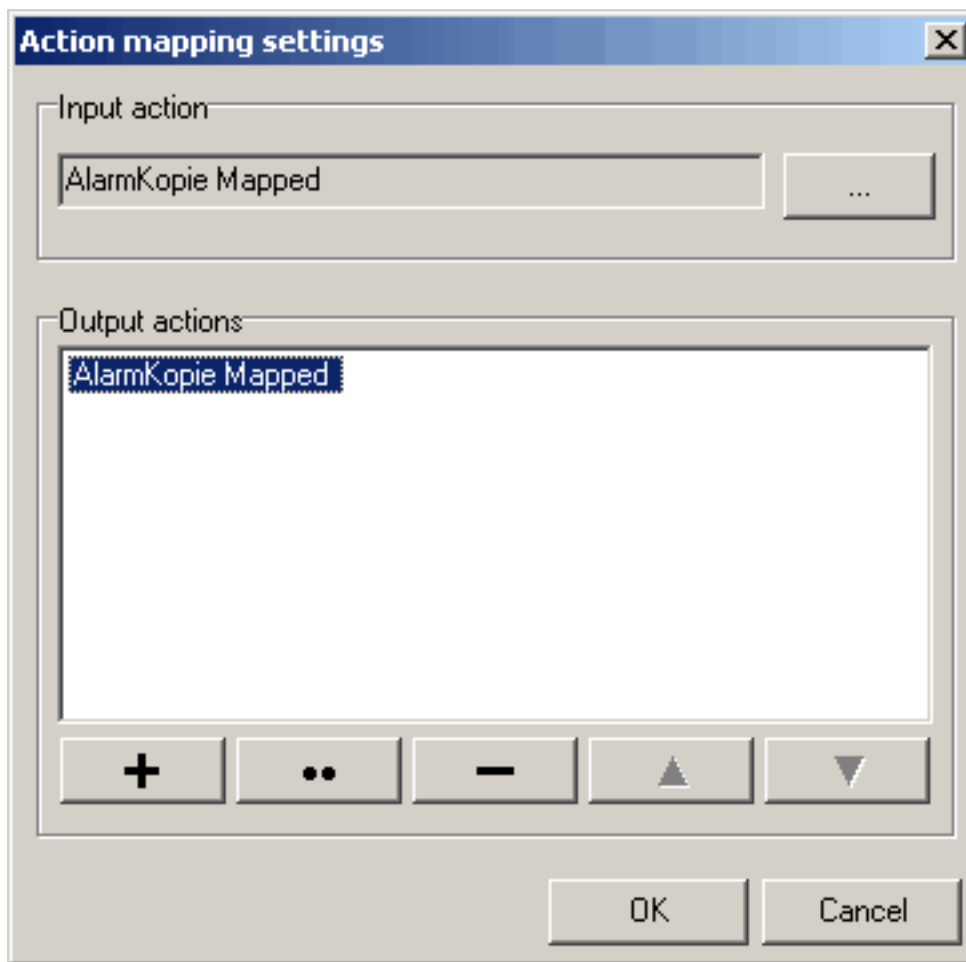 Action mapping settings
Input action
AlarmKopie Mapped
...
Output actions
AlarmKopie Mapped
OK
Cancel